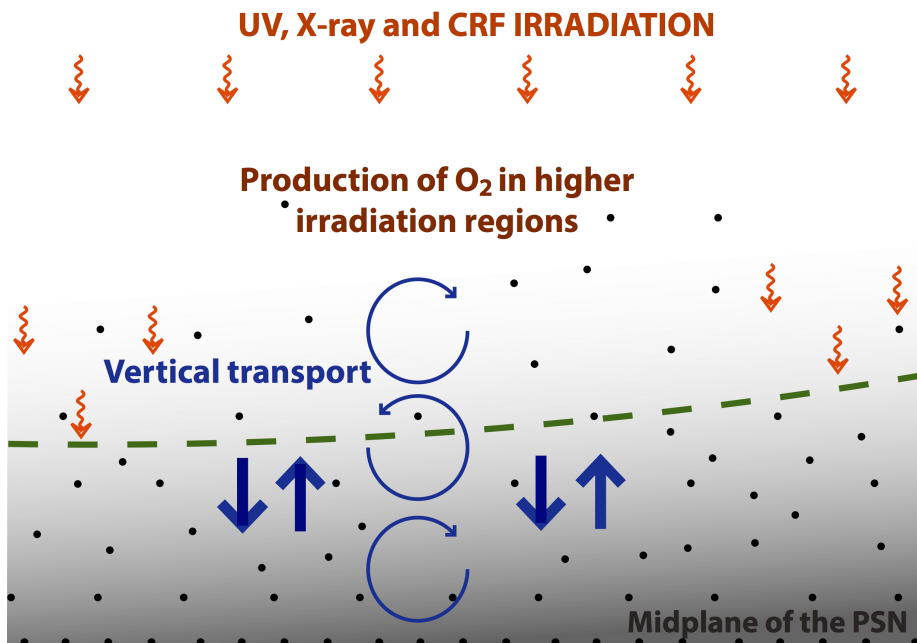 UV, X-ray and CRF IRRADIATION
Production of O₂ in higher
irradiation regions
Vertical transport
Midplane of the PSN